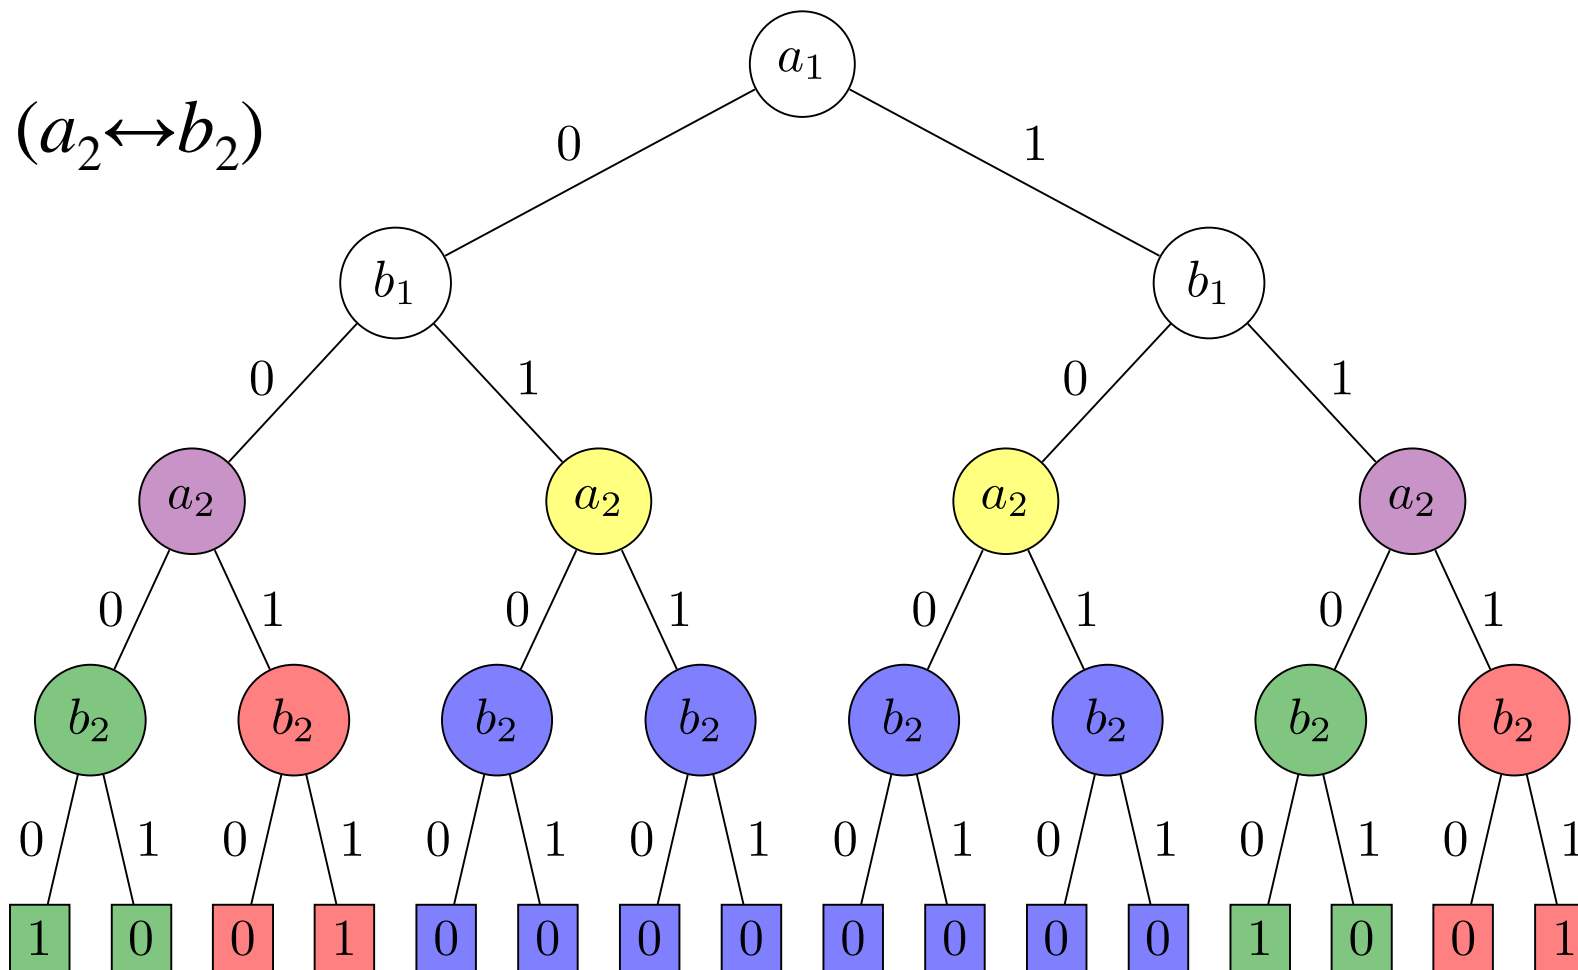 a₁
(a₂↔b₂)
0 1
b₁ b₁
0 1 0 1
a₂ a₂ a₂ a₂
0 1 0 1 0 1 0 1
b₂ b₂ b₂ b₂ b₂ b₂ b₂ b₂
0 1 0 1 0 1 0 1 0 1 0 1 0 1 0 1
1 0 0 1 0 0 0 0 0 0 0 0 1 0 0 1